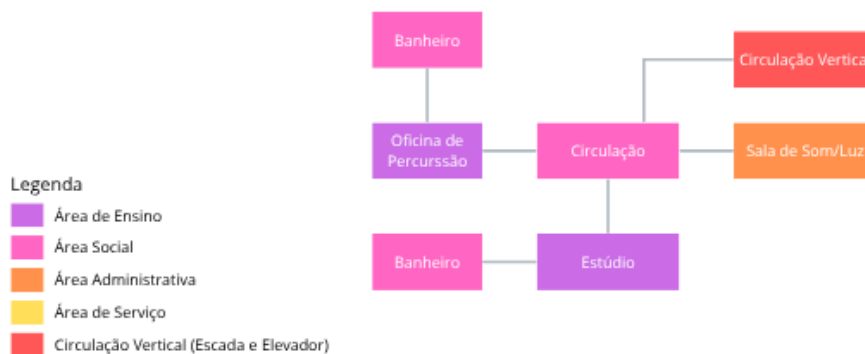 Banheiro
Circulação Vertica
Oficina de
Percurssão
Circulação
Sala de Som/Luz
Legenda
Área de Ensino
Área Social
Banheiro
Estúdio
Área Administrativa
Área de Serviço
Circulação Vertical (Escada e Elevador)